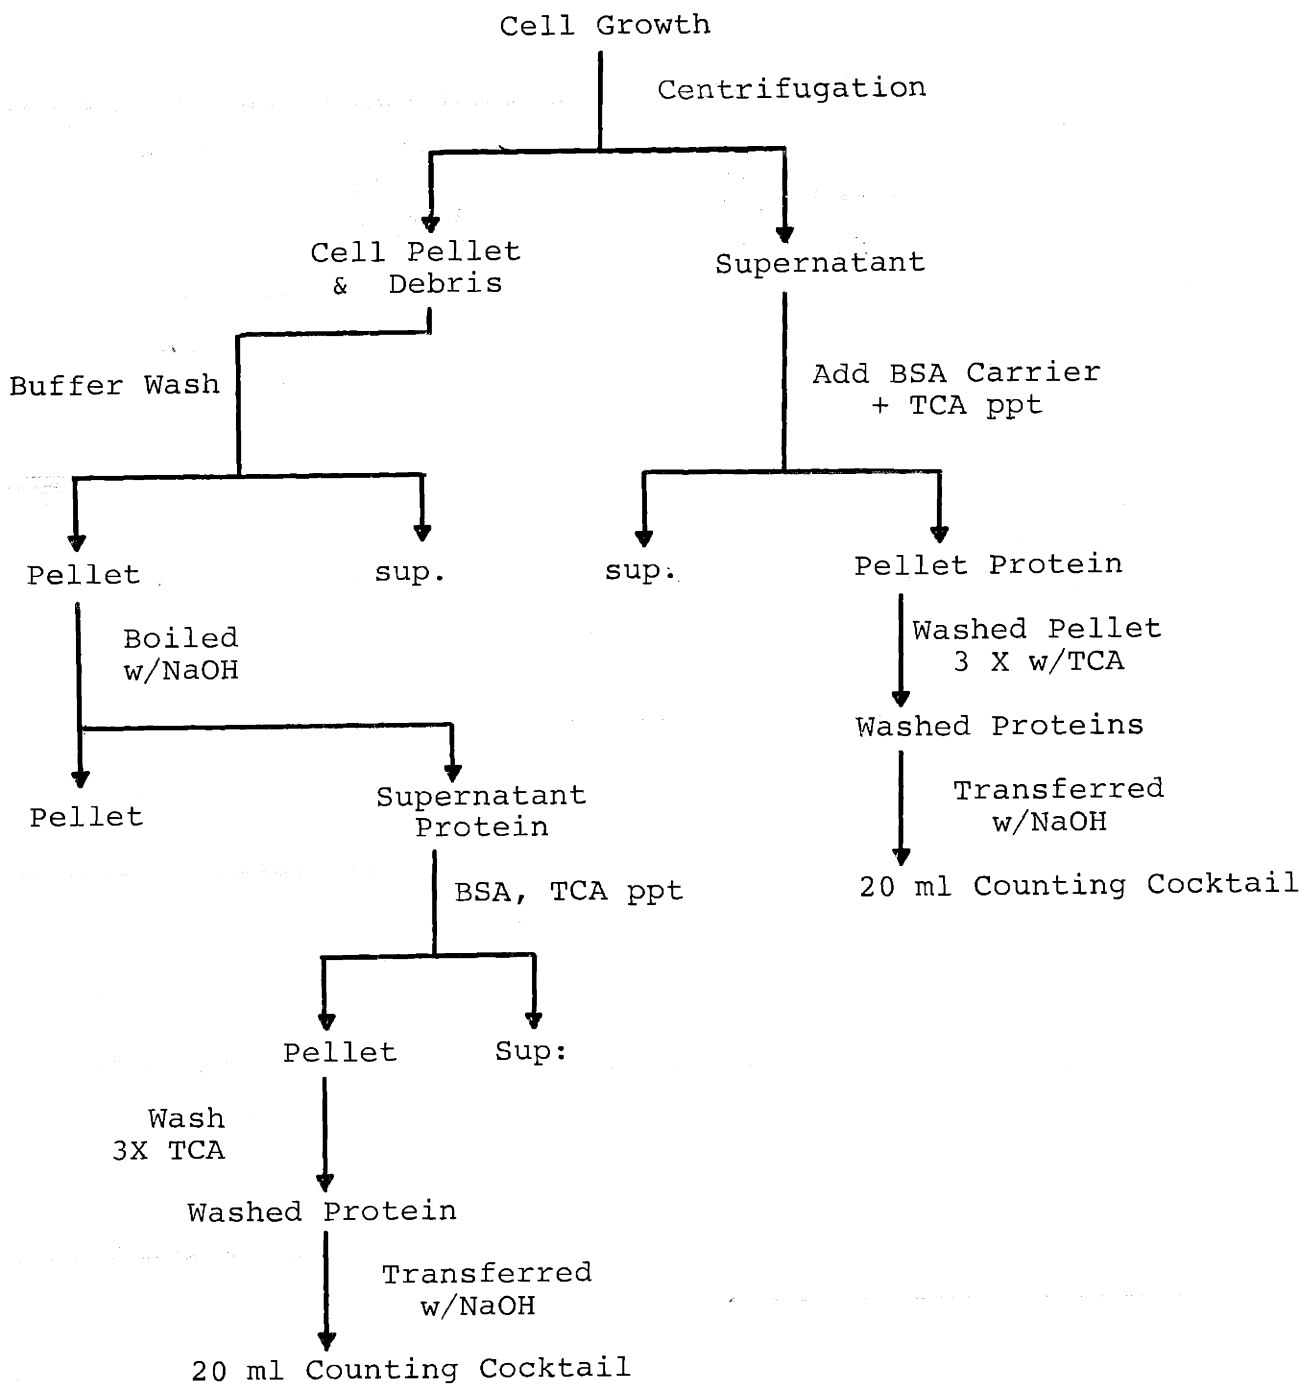 Cell Growth
Centrifugation
Cell Pellet
& Debris
Supernatant
Buffer Wash
Add BSA Carrier
+ TCA ppt
Pellet
sup.
sup.
Pellet Protein
Boiled
w/NaOH
Washed Pellet
3 X w/TCA
Washed Proteins
Pellet
Supernatant
Protein
Transferred
w/NaOH
BSA, TCA ppt
20 ml Counting Cocktail
Pellet
Sup:
Wash
3X TCA
Washed Protein
Transferred
w/NaOH
20 ml Counting Cocktail